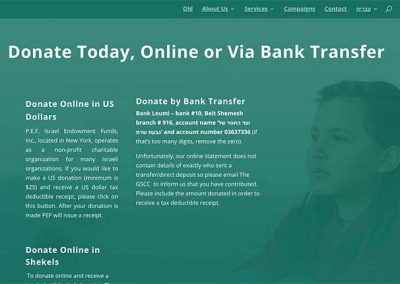 Old About Us Services Campaigns Contact עברית
Donate Today, Online or Via Bank Transfer
Donate Online in US
Dollars
P.E.F. Israel Endowment Funds,
Inc., located in New York, operates
as a non-profit charitable
organization for many Israeli
organizations. If you would like to
make a US donation (minimum is
$25) and receive a US dollar tax
deductible receipt, please click on
this button. After your donation is
made PEF will issue a receipt.
Donate by Bank Transfer
Bank Leumi – bank #10, Beit Shemesh
branch # 916, account name "ועד החסד של
גבעת שרת' and account number 03637336 (if
that's too many digits, remove the zero).
Unfortunately, our online statement does not
contain details of exactly who sent a
transfer/direct deposit so please email The
GSCC to inform us that you have contributed.
Please include the amount donated in order to
receive a tax deductible receipt.
Donate Online in
Shekels
To donate online and receive a